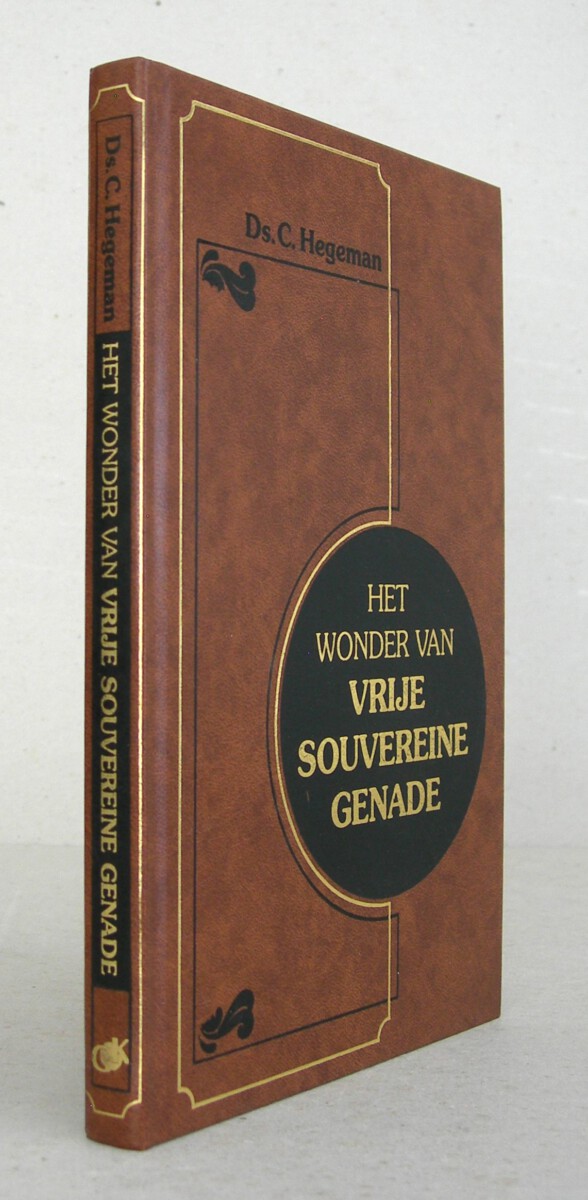 Ds. C. Hegeman
HET WONDER VAN VRIJE SOUVEREINE GENADE
Ds. C. Hegeman
HET
WONDER VAN
VRIJE
SOUVEREINE
GENADE